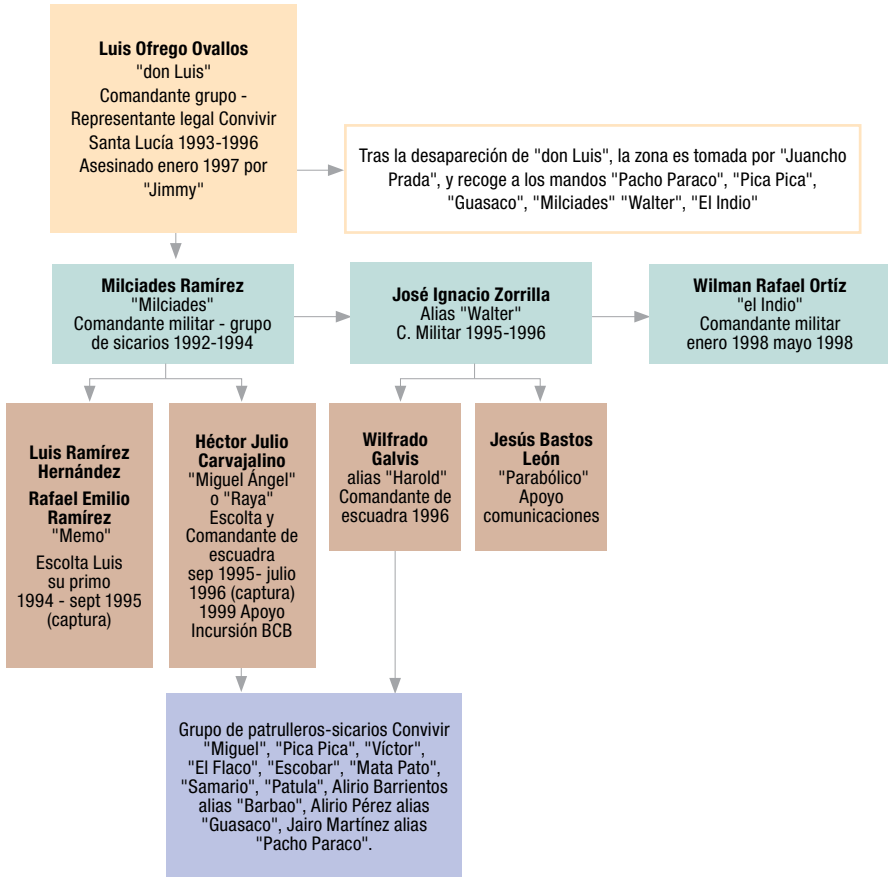 Luis Ofrego Ovallos
"don Luis"
Comandante grupo -
Representante legal Convivir
Santa Lucía 1993-1996
Asesinado enero 1997 por
"Jimmy"
Tras la desapareción de "don Luis", la zona es tomada por "Juancho
Prada", y recoge a los mandos "Pacho Paraco", "Pica Pica",
"Guasaco", "Milciades" "Walter", "El Indio"
Milciades Ramírez
"Milciades"
Comandante militar - grupo
de sicarios 1992-1994
José Ignacio Zorrilla
Alias "Walter"
C. Militar 1995-1996
Wilman Rafael Ortíz
"el Indio"
Comandante militar
enero 1998 mayo 1998
Luis Ramírez
Hernández
Rafael Emilio
Ramírez
"Memo"
Escolta Luis
su primo
1994 - sept 1995
(captura)
Héctor Julio
Carvajalino
"Miguel Ángel"
o "Raya"
Escolta y
Comandante de
escuadra
sep 1995- julio
1996 (captura)
1999 Apoyo
Incursión BCB
Wilfrado
Galvis
alias "Harold"
Comandante de
escuadra 1996
Jesús Bastos
León
"Parabólico"
Apoyo
comunicaciones
Grupo de patrulleros-sicarios Convivir
"Miguel", "Pica Pica", "Víctor",
"El Flaco", "Escobar", "Mata Pato",
"Samario", "Patula", Alirio Barrientos
alias "Barbao", Alirio Pérez alias
"Guasaco", Jairo Martínez alias
"Pacho Paraco".